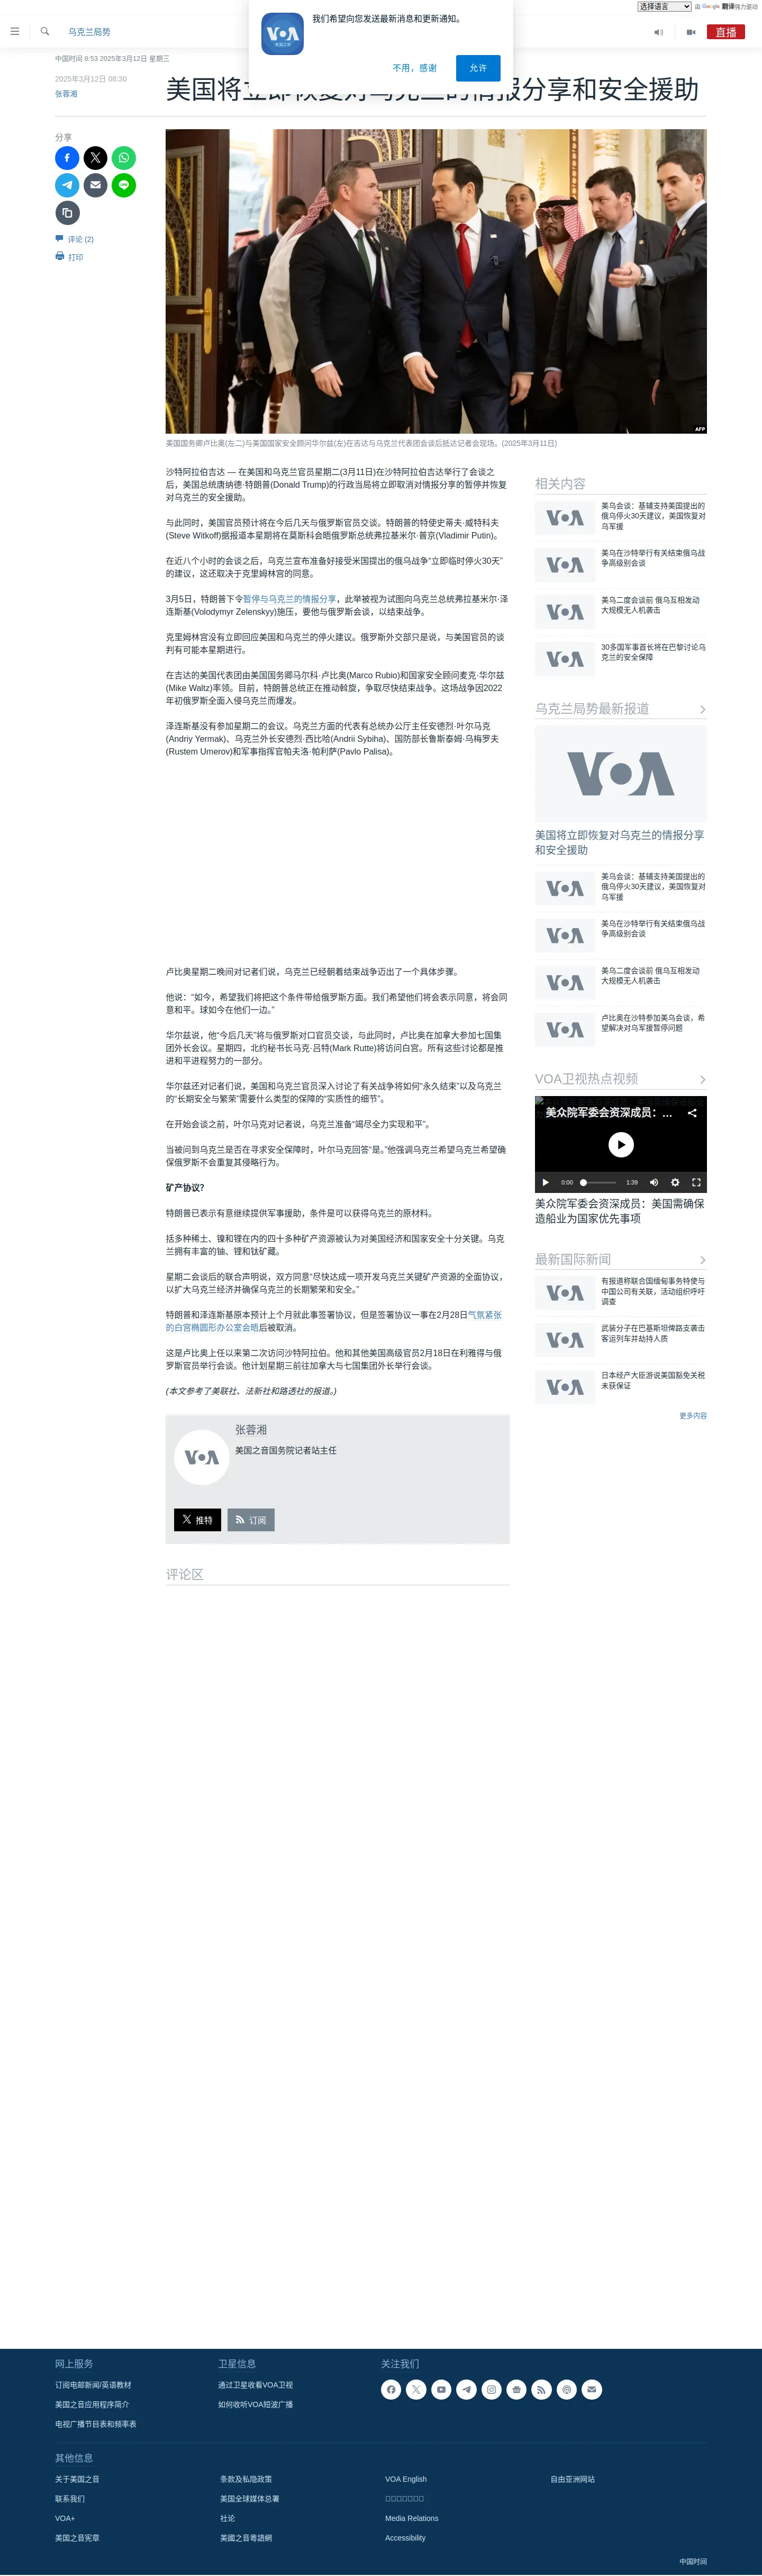 选择语言
由 Google 翻译强力驱动
我们希望向您发送最新消息和更新通知。
不用，感谢
允许
乌克兰局势
直播
中国时间 8:53 2025年3月12日 星期三
2025年3月12日 08:30
张蓉湘
美国将立即恢复对乌克兰的情报分享和安全援助
分享
评论 (2)
打印
AFP
美国国务卿卢比奥(左二)与美国国家安全顾问华尔兹(左)在吉达与乌克兰代表团会谈后抵达记者会现场。(2025年3月11日)
沙特阿拉伯吉达 — 在美国和乌克兰官员星期二(3月11日)在沙特阿拉伯吉达举行了会谈之
后，美国总统唐纳德·特朗普(Donald Trump)的行政当局将立即取消对情报分享的暂停并恢复
对乌克兰的安全援助。
与此同时，美国官员预计将在今后几天与俄罗斯官员交谈。特朗普的特使史蒂夫·威特科夫
(Steve Witkoff)据报道本星期将在莫斯科会晤俄罗斯总统弗拉基米尔·普京(Vladimir Putin)。
在近八个小时的会谈之后，乌克兰宣布准备好接受米国提出的俄乌战争“立即临时停火30天”
的建议，这还取决于克里姆林宫的同意。
3月5日，特朗普下令暂停与乌克兰的情报分享，此举被视为试图向乌克兰总统弗拉基米尔·泽
连斯基(Volodymyr Zelenskyy)施压，要他与俄罗斯会谈，以结束战争。
克里姆林宫没有立即回应美国和乌克兰的停火建议。俄罗斯外交部只是说，与美国官员的谈
判有可能本星期进行。
在吉达的美国代表团由美国国务卿马尔科·卢比奥(Marco Rubio)和国家安全顾问麦克·华尔兹
(Mike Waltz)率领。目前，特朗普总统正在推动斡旋，争取尽快结束战争。这场战争因2022
年初俄罗斯全面入侵乌克兰而爆发。
泽连斯基没有参加星期二的会议。乌克兰方面的代表有总统办公厅主任安德烈·叶尔马克
(Andriy Yermak)、乌克兰外长安德烈·西比哈(Andrii Sybiha)、国防部长鲁斯泰姆·乌梅罗夫
(Rustem Umerov)和军事指挥官帕夫洛·帕利萨(Pavlo Palisa)。
卢比奥星期二晚间对记者们说，乌克兰已经朝着结束战争迈出了一个具体步骤。
他说：“如今，希望我们将把这个条件带给俄罗斯方面。我们希望他们将会表示同意，将会同
意和平。球如今在他们一边。”
华尔兹说，他“今后几天”将与俄罗斯对口官员交谈，与此同时，卢比奥在加拿大参加七国集
团外长会议。星期四，北约秘书长马克·吕特(Mark Rutte)将访问白宫。所有这些讨论都是推
进和平进程努力的一部分。
华尔兹还对记者们说，美国和乌克兰官员深入讨论了有关战争将如何“永久结束”以及乌克兰
的“长期安全与繁荣”需要什么类型的保障的“实质性的细节”。
在开始会谈之前，叶尔马克对记者说，乌克兰准备“竭尽全力实现和平”。
当被问到乌克兰是否在寻求安全保障时，叶尔马克回答“是。”他强调乌克兰希望乌克兰希望确
保俄罗斯不会重复其侵略行为。
矿产协议？
特朗普已表示有意继续提供军事援助，条件是可以获得乌克兰的原材料。
括多种稀土、镍和锂在内的四十多种矿产资源被认为对美国经济和国家安全十分关键。乌克
兰拥有丰富的铀、锂和钛矿藏。
星期二会谈后的联合声明说，双方同意“尽快达成一项开发乌克兰关键矿产资源的全面协议，
以扩大乌克兰经济并确保乌克兰的长期繁荣和安全。”
特朗普和泽连斯基原本预计上个月就此事签署协议，但是签署协议一事在2月28日气氛紧张
的白宫椭圆形办公室会晤后被取消。
这是卢比奥上任以来第二次访问沙特阿拉伯。他和其他美国高级官员2月18日在利雅得与俄
罗斯官员举行会谈。他计划星期三前往加拿大与七国集团外长举行会谈。
(本文参考了美联社、法新社和路透社的报道。)
张蓉湘
美国之音国务院记者站主任
推特
订阅
评论区
相关内容
美乌会谈：基辅支持美国提出的
俄乌停火30天建议，美国恢复对
乌军援
美乌在沙特举行有关结束俄乌战
争高级别会谈
美乌二度会谈前 俄乌互相发动
大规模无人机袭击
30多国军事首长将在巴黎讨论乌
克兰的安全保障
乌克兰局势最新报道
美国将立即恢复对乌克兰的情报分享
和安全援助
美乌会谈：基辅支持美国提出的
俄乌停火30天建议，美国恢复对
乌军援
美乌在沙特举行有关结束俄乌战
争高级别会谈
美乌二度会谈前 俄乌互相发动
大规模无人机袭击
卢比奥在沙特参加美乌会谈，希
望解决对乌军援暂停问题
VOA卫视热点视频
美众院军委会资深成员：...
0:00
1:39
美众院军委会资深成员：美国需确保
造船业为国家优先事项
最新国际新闻
有报道称联合国缅甸事务特使与
中国公司有关联，活动组织呼吁
调查
武装分子在巴基斯坦俾路支袭击
客运列车并劫持人质
日本经产大臣游说美国豁免关税
未获保证
更多内容
网上服务
订阅电邮新闻/英语教材
美国之音应用程序简介
电视广播节目表和频率表
卫星信息
通过卫星收看VOA卫视
如何收听VOA短波广播
关注我们
其他信息
关于美国之音
联系我们
VOA+
美国之音宪章
条款及私隐政策
美国全球媒体总署
社论
美國之音粵語網
VOA English
Media Relations
Accessibility
自由亚洲网站
中国时间